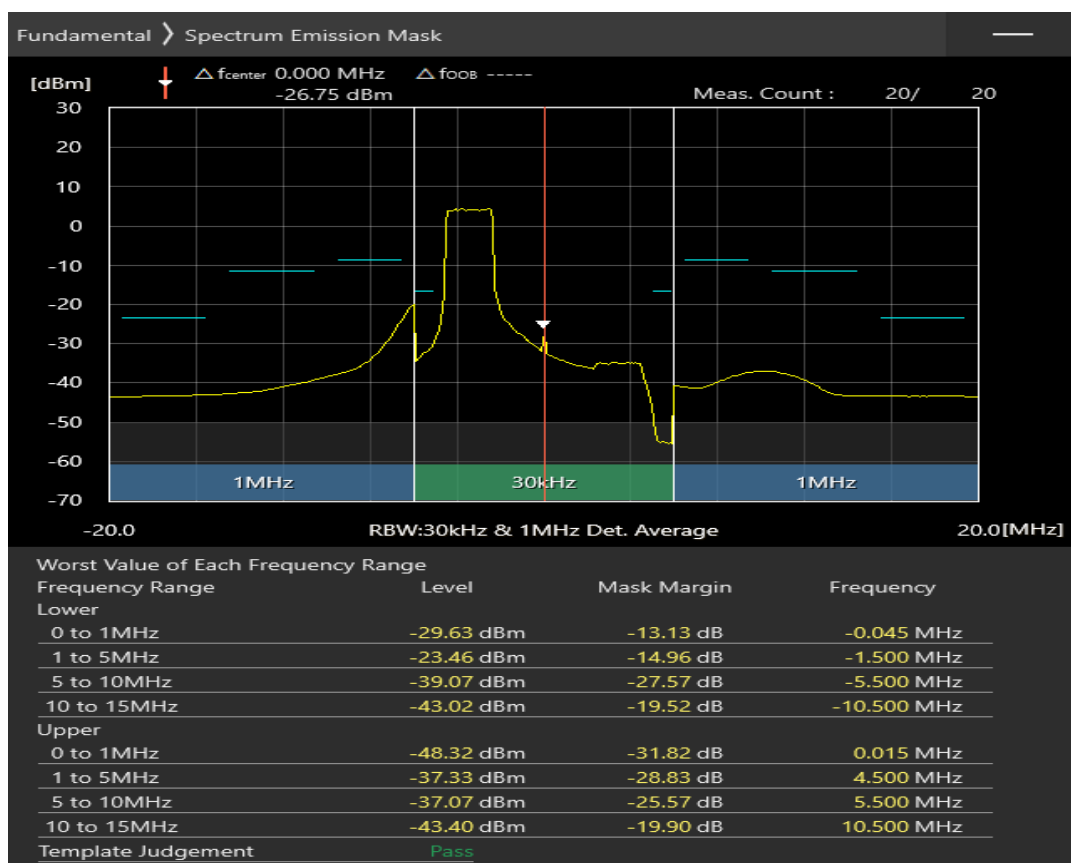 Fundamental ❯ Spectrum Emission Mask
[dBm] △ fcenter 0.000 MHz △ fOOB -----
-26.75 dBm Meas. Count : 20/ 20
30
20
10
0
-10
-20
-30
-40
-50
-60
1MHz 30kHz 1MHz
-70
-20.0 RBW:30kHz & 1MHz Det. Average 20.0[MHz]
Worst Value of Each Frequency Range
Frequency Range Level Mask Margin Frequency
Lower
0 to 1MHz -29.63 dBm -13.13 dB -0.045 MHz
1 to 5MHz -23.46 dBm -14.96 dB -1.500 MHz
5 to 10MHz -39.07 dBm -27.57 dB -5.500 MHz
10 to 15MHz -43.02 dBm -19.52 dB -10.500 MHz
Upper
0 to 1MHz -48.32 dBm -31.82 dB 0.015 MHz
1 to 5MHz -37.33 dBm -28.83 dB 4.500 MHz
5 to 10MHz -37.07 dBm -25.57 dB 5.500 MHz
10 to 15MHz -43.40 dBm -19.90 dB 10.500 MHz
Template Judgement Pass